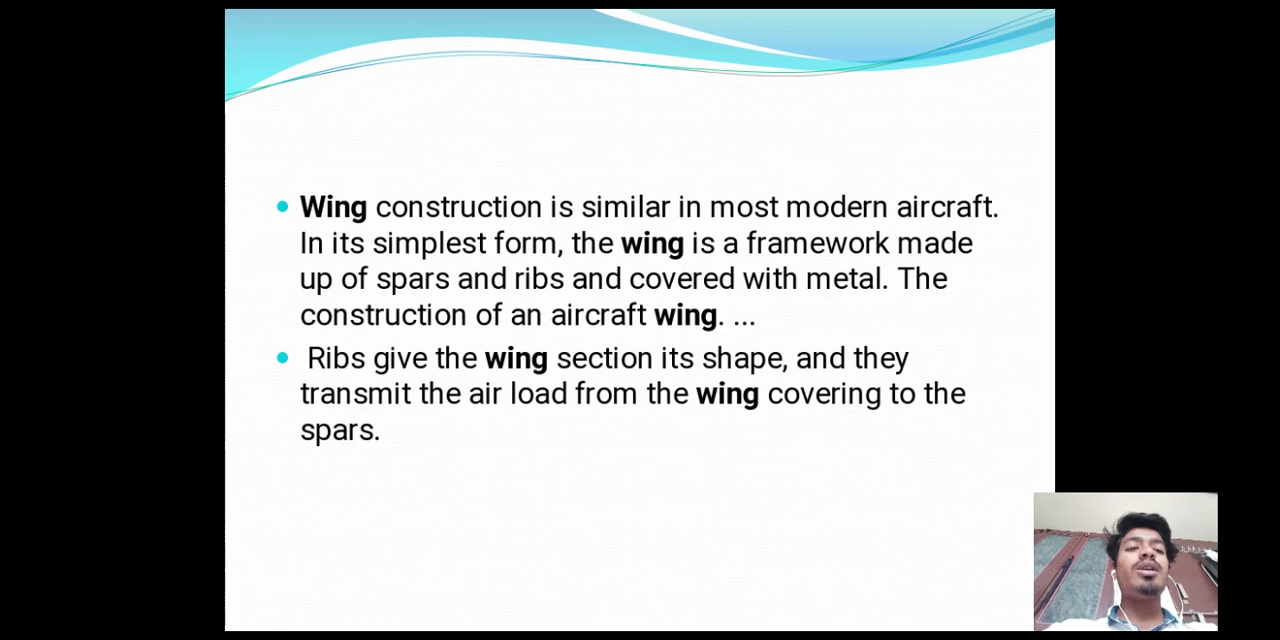 Wing construction is similar in most modern aircraft.
In its simplest form, the wing is a framework made
up of spars and ribs and covered with metal. The
construction of an aircraft wing. ...
Ribs give the wing section its shape, and they
transmit the air load from the wing covering to the
spars.